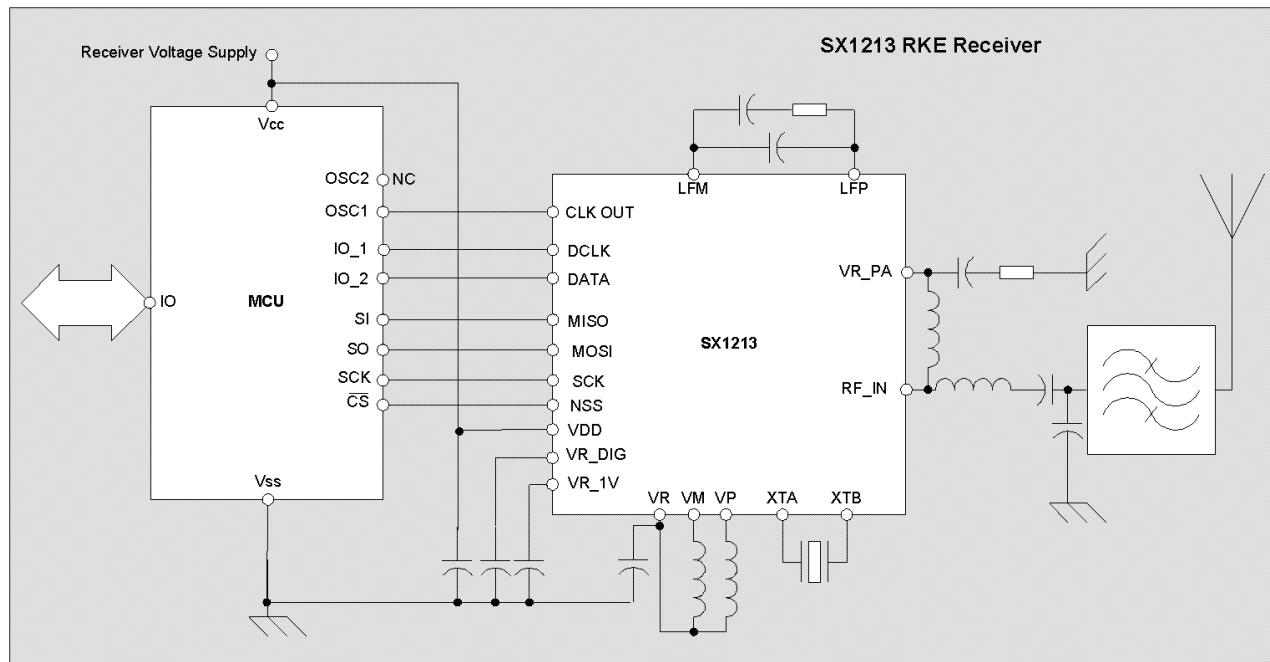 SX1213 RKE Receiver
Receiver Voltage Supply
Vcc
OSC2 NC
OSC1
IO_1
IO_2
IO
MCU
SI
SO
SCK
CS
Vss
LFM
LFP
CLK OUT
DCLK
DATA
VR_PA
MISO
SX1213
MOSI
SCK
RF_IN
NSS
VDD
VR_DIG
VR_1V
VR VM VP XTA XTB